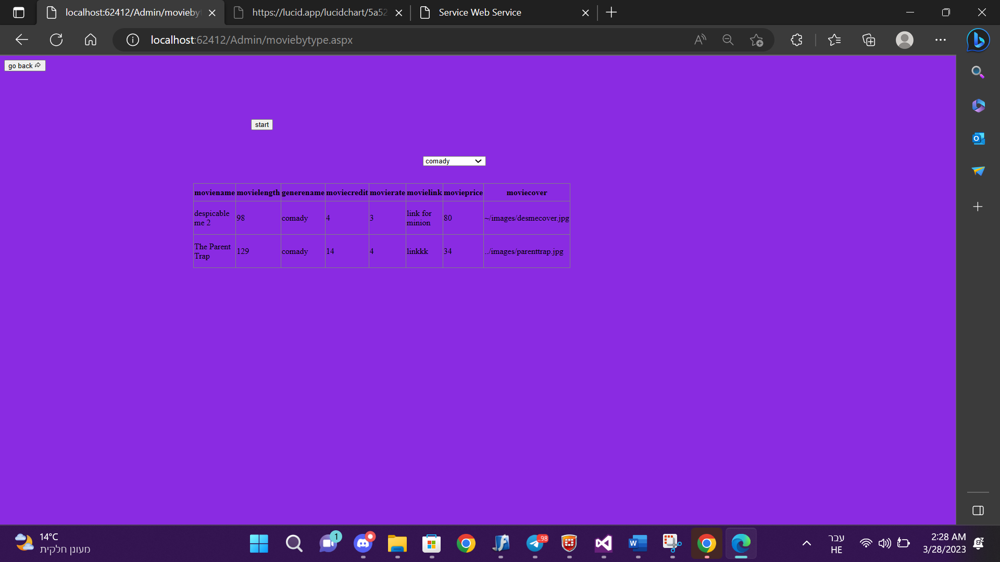 localhost:62412/Admin/movieby
https://lucid.app/lucidchart/5a52
Service Web Service
localhost:62412/Admin/moviebytype.aspx
go back
start
comady
moviename movielength generename moviecredit movierate movielink movieprice moviecover
despicable me 2 98 comady 4 3 link for minion 80 ~/images/desmecover.jpg
The Parent Trap 129 comady 14 4 linkkk 34 ../images/parenttrap.jpg
14°C
מעונן חלקית
1
..98
עבר
HE
2:28 AM
3/28/2023